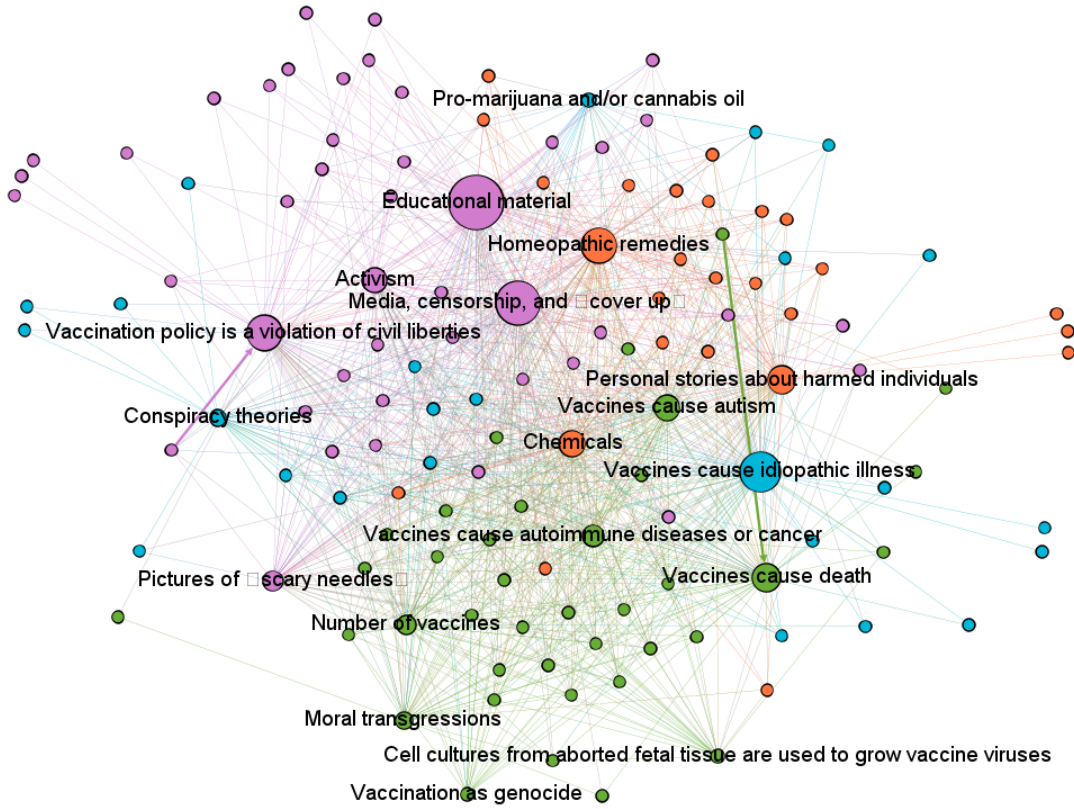 Pro-marijuana and/or cannabis oil
Educational material
Homeopathic remedies
Activism
Media, censorship, and □cover up□
Vaccination policy is a violation of civil liberties
Personal stories about harmed individuals
Vaccines cause autism
Conspiracy theories
Chemicals
Vaccines cause idiopathic illness
Vaccines cause autoimmune diseases or cancer
Vaccines cause death
Pictures of □scary needles□
Number of vaccines
Moral transgressions
Cell cultures from aborted fetal tissue are used to grow vaccine viruses
Vaccination as genocide